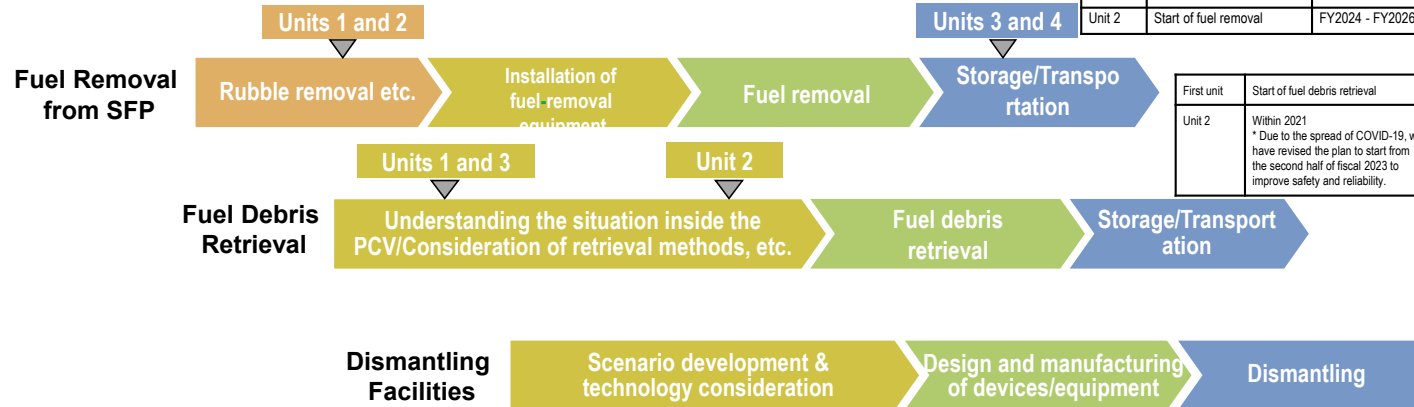 Units 1 and 2
Units 3 and 4
Unit 2
Start of fuel removal
FY2024 - FY2026
Fuel Removal
from SFP
Rubble removal etc.
Installation of
fuel-removal
equipment
Fuel removal
Storage/Transpo
rtation
First unit
Start of fuel debris retrieval
Unit 2
Within 2021
* Due to the spread of COVID-19, w
have revised the plan to start from
the second half of fiscal 2023 to
improve safety and reliability.
Units 1 and 3
Unit 2
Fuel Debris
Retrieval
Understanding the situation inside the
PCV/Consideration of retrieval methods, etc.
Fuel debris
retrieval
Storage/Transport
ation
Dismantling
Facilities
Scenario development &
technology consideration
Design and manufacturing
of devices/equipment
Dismantling